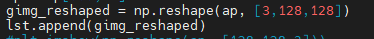 gimg_reshaped = np.reshape(ap, [3,128,128])
lst.append(gimg_reshaped)